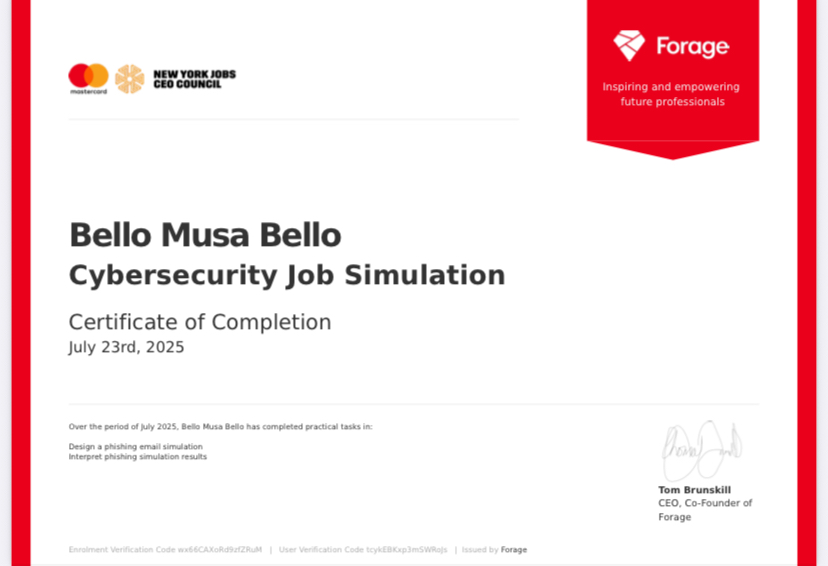 mastercard
NEW YORK JOBS
CEO COUNCIL
Forage
Inspiring and empowering
future professionals
Bello Musa Bello
Cybersecurity Job Simulation
Certificate of Completion
July 23rd, 2025
Over the period of July 2025, Bello Musa Bello has completed practical tasks in:
Design a phishing email simulation
Interpret phishing simulation results
Tom Brunskill
CEO, Co-Founder of
Forage
Enrolment Verification Code wx66CAXoRd9zfZRuM | User Verification Code tcykEBKxp3mSWRoJs | Issued by Forage